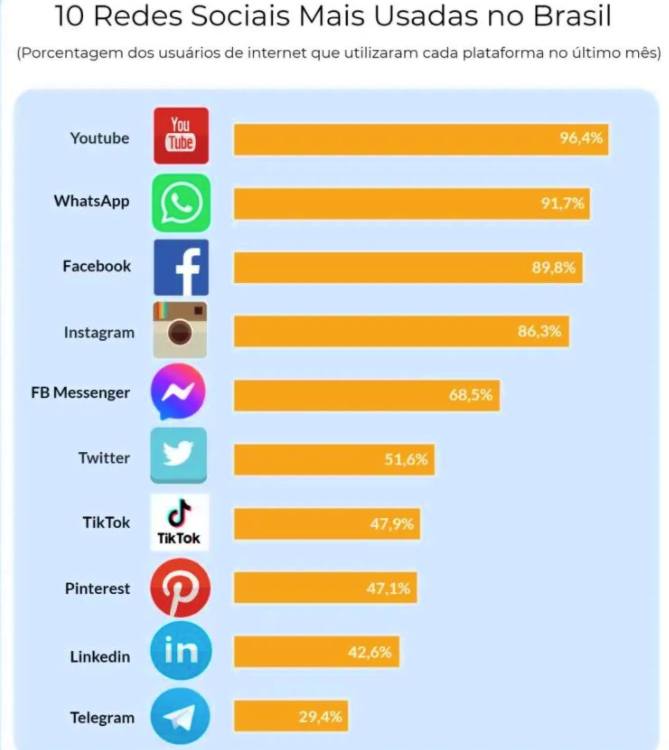 10 Redes Sociais Mais Usadas no Brasil
(Porcentagem dos usuários de internet que utilizaram cada plataforma no último mês)
Youtube You Tube 96,4%
WhatsApp 91,7%
Facebook f 89,8%
Instagram 86,3%
FB Messenger 68,5%
Twitter 51,6%
TikTok TikTok 47,9%
Pinterest 47,1%
Linkedin in 42,6%
Telegram 29,4%